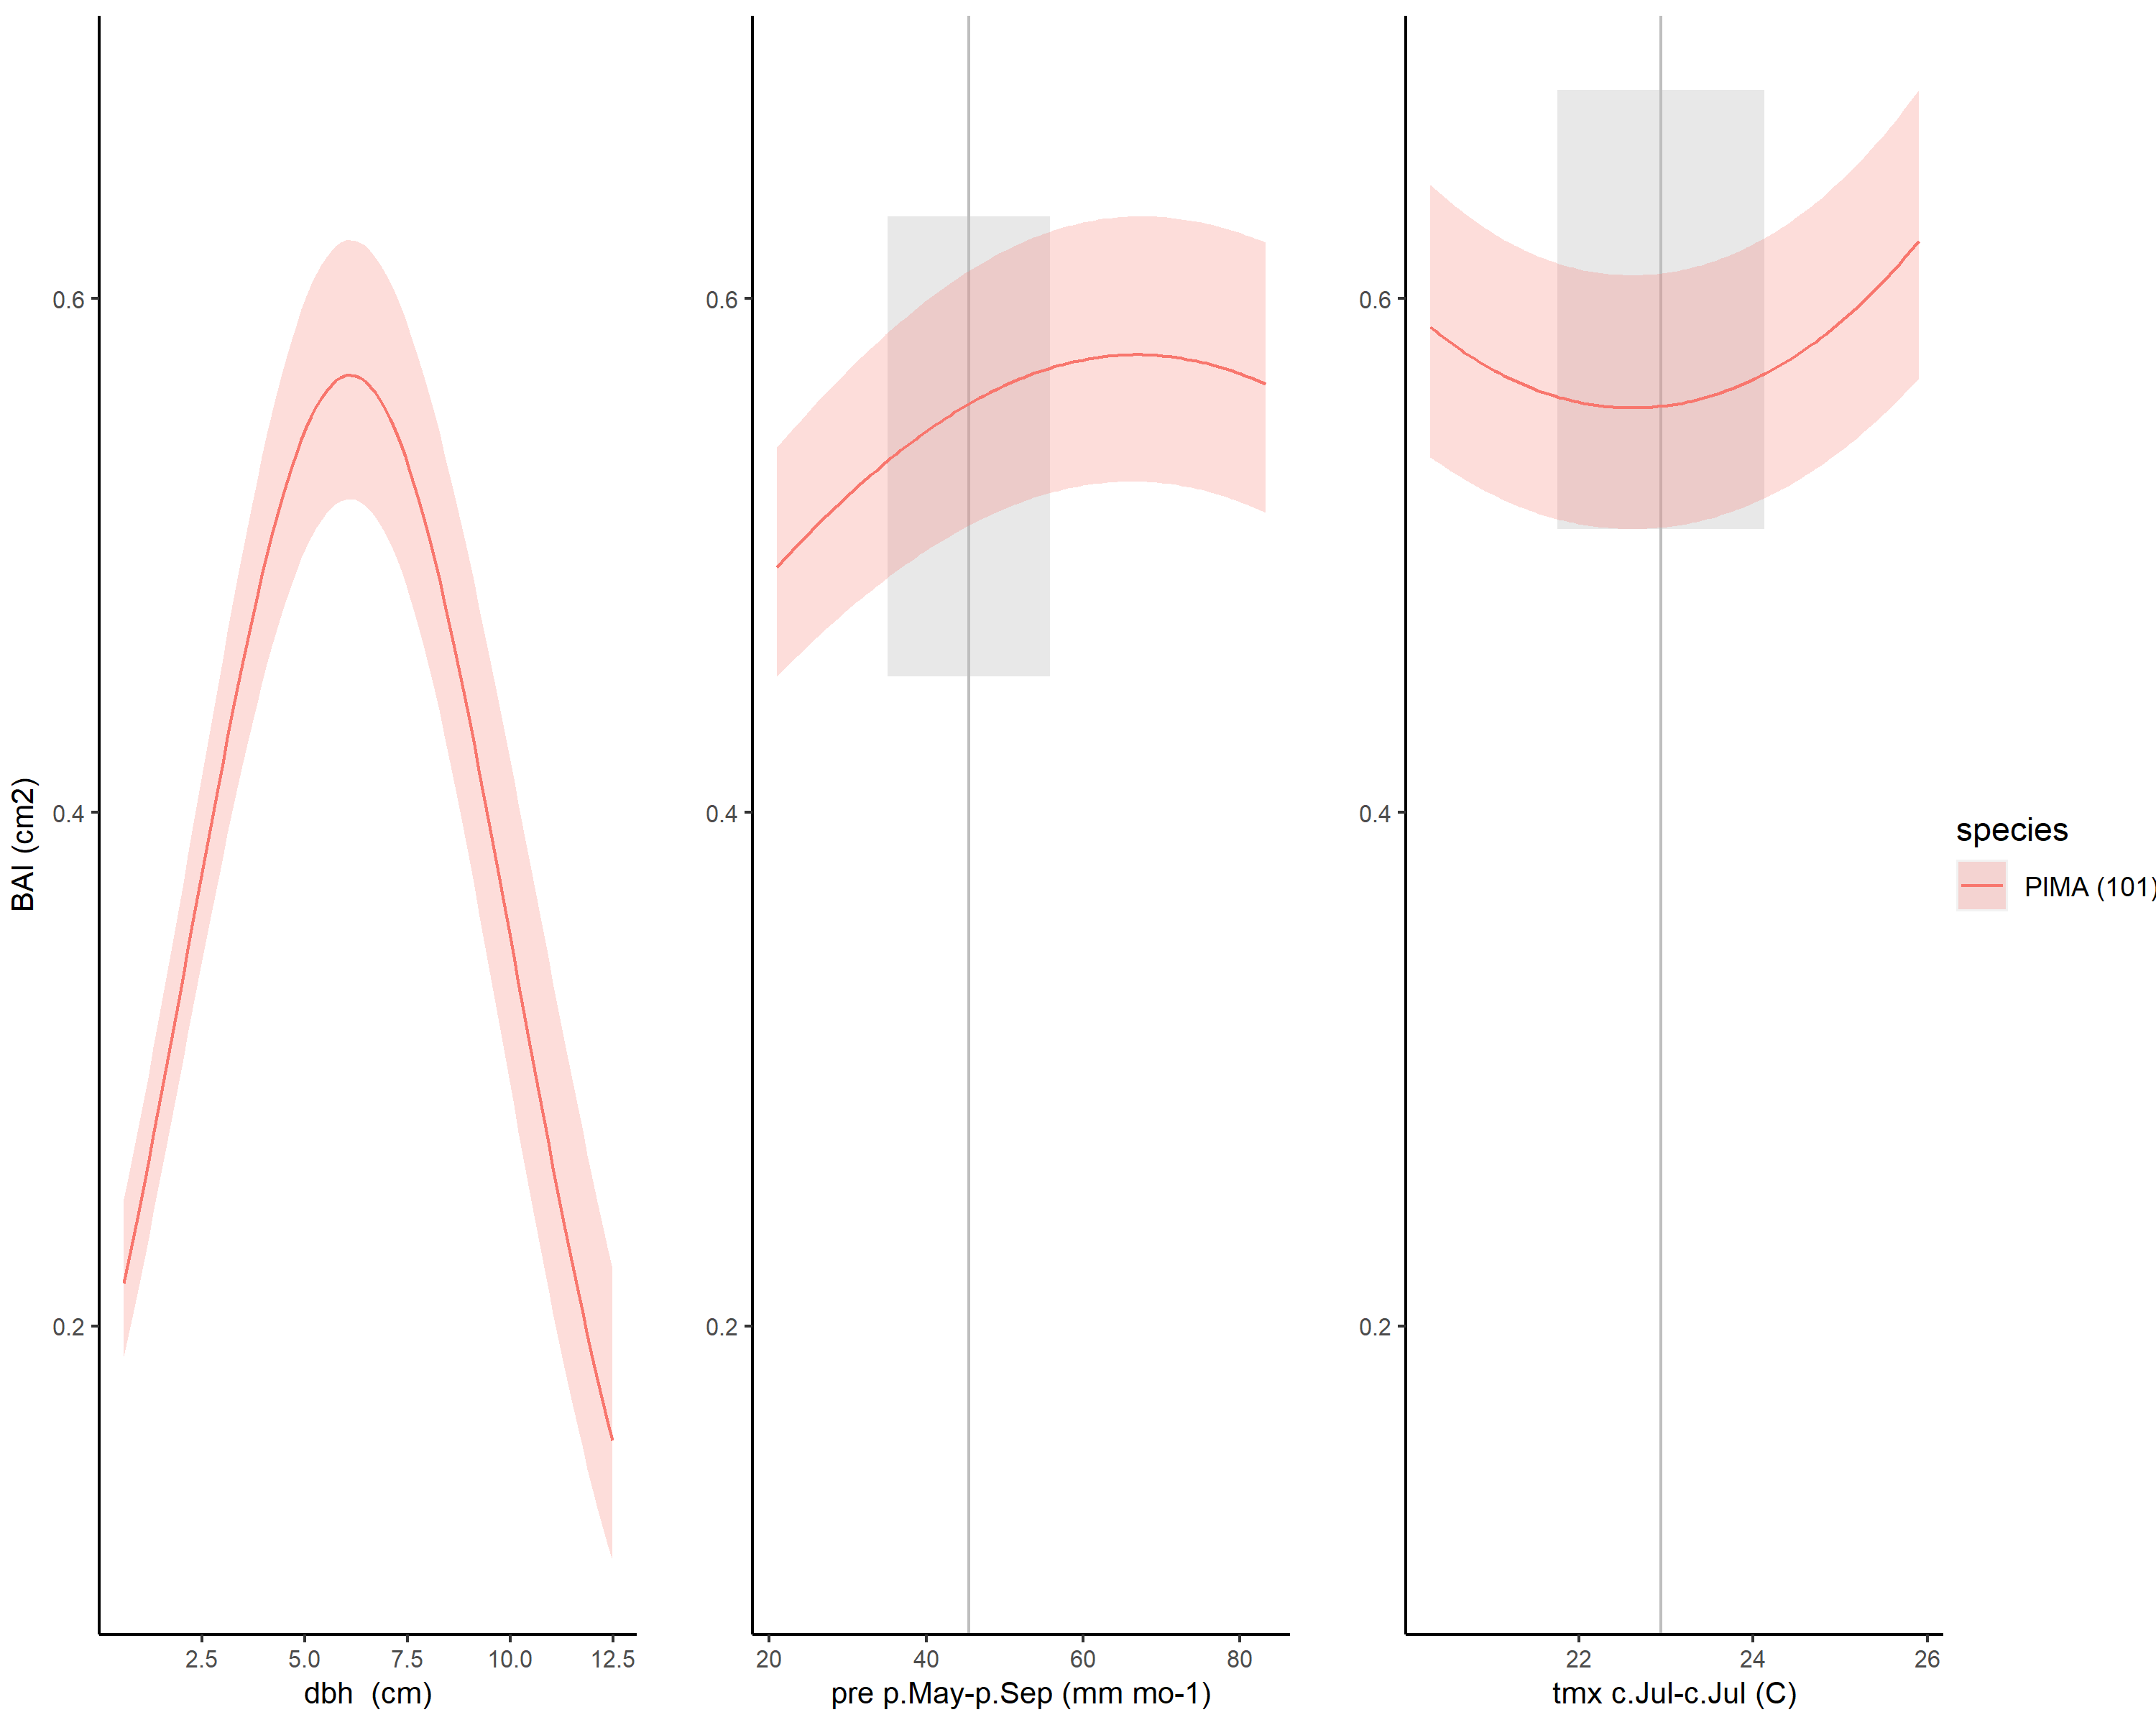 BAI (cm2)
0.6
0.4
0.2
2.5 5.0 7.5 10.0 12.5
dbh  (cm)
0.6
0.4
0.2
20 40 60 80
pre p.May-p.Sep (mm mo-1)
0.6
0.4
0.2
22 24 26
tmx c.Jul-c.Jul (C)
species
PIMA (101)